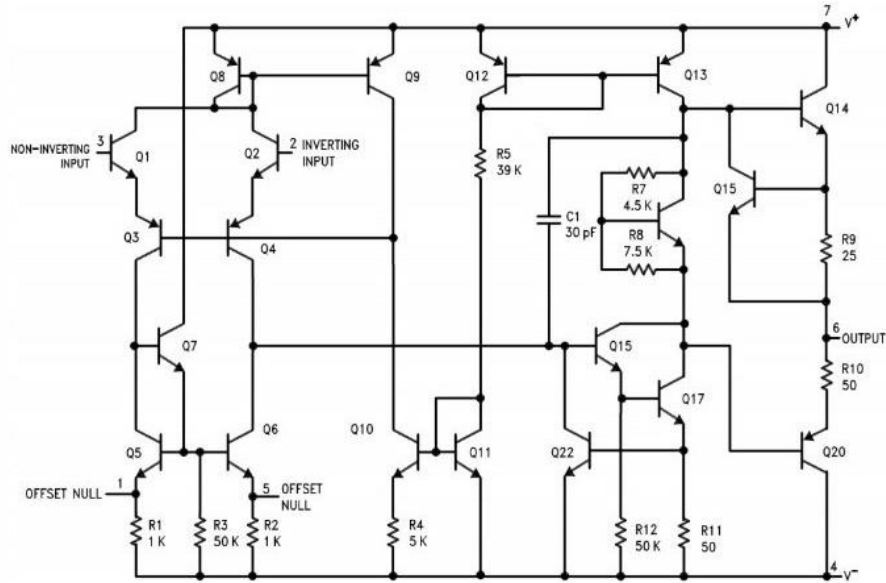 7
V+
Q8
Q9
Q12
Q13
Q14
3
NON-INVERTING
INPUT
Q1
Q2
2 INVERTING
INPUT
R5
39 K
R7
4.5 K
Q15
C1
30 pF
R8
7.5 K
R9
25
Q3
Q4
6
OUTPUT
Q7
Q15
R10
50
Q5
Q6
Q10
Q11
Q22
Q17
Q20
1
OFFSET NULL
5
OFFSET
NULL
R1
1 K
R3
50 K
R2
1 K
R4
5 K
R12
50 K
R11
50
4
V-